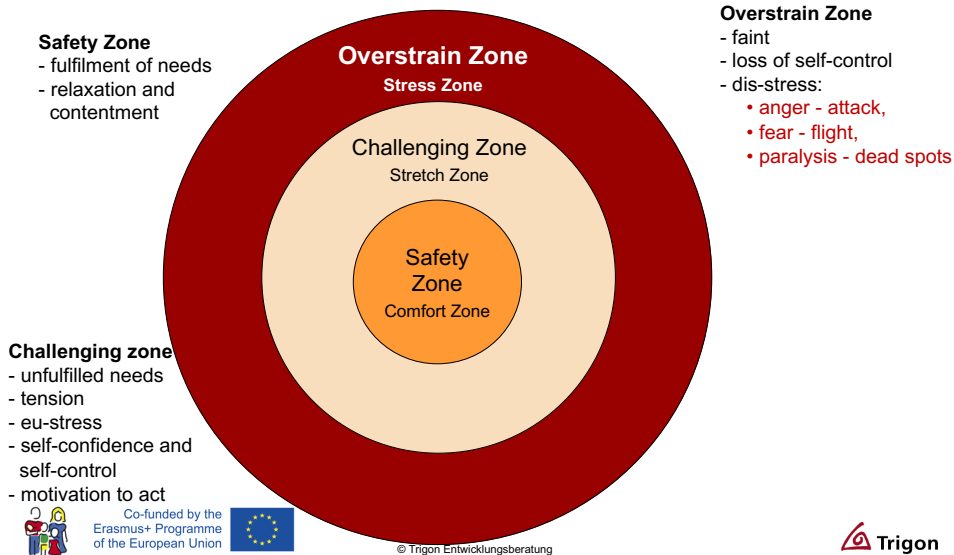 Safety Zone
- fulfilment of needs
- relaxation and
contentment
Overstrain Zone
Stress Zone
Challenging Zone
Stretch Zone
Safety
Zone
Comfort Zone
Overstrain Zone
- faint
- loss of self-control
- dis-stress:
• anger - attack,
• fear - flight,
• paralysis - dead spots
Challenging zone
- unfulfilled needs
- tension
- eu-stress
- self-confidence and
self-control
- motivation to act
Co-funded by the
Erasmus+ Programme
of the European Union
© Trigon Entwicklungsberatung
Trigon